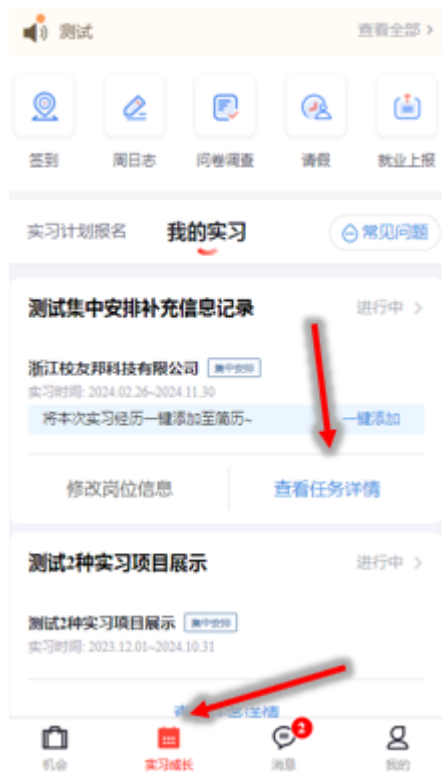 测试 查看全部 >
签到 周日志 问卷调查 请假 就业上报
实习计划报名 我的实习 常见问题
测试集中安排补充信息记录 进行中 >
浙江校友邦科技有限公司 集中安排
实习时间: 2024.02.26-2024.11.30
将本次实习经历一键添加至简历~ 一键添加
修改岗位信息 查看任务详情
测试2种实习项目展示 进行中 >
测试2种实习项目展示 集中安排
实习时间: 2023.12.01-2024.10.31
2
机会 实习成长 消息 我的